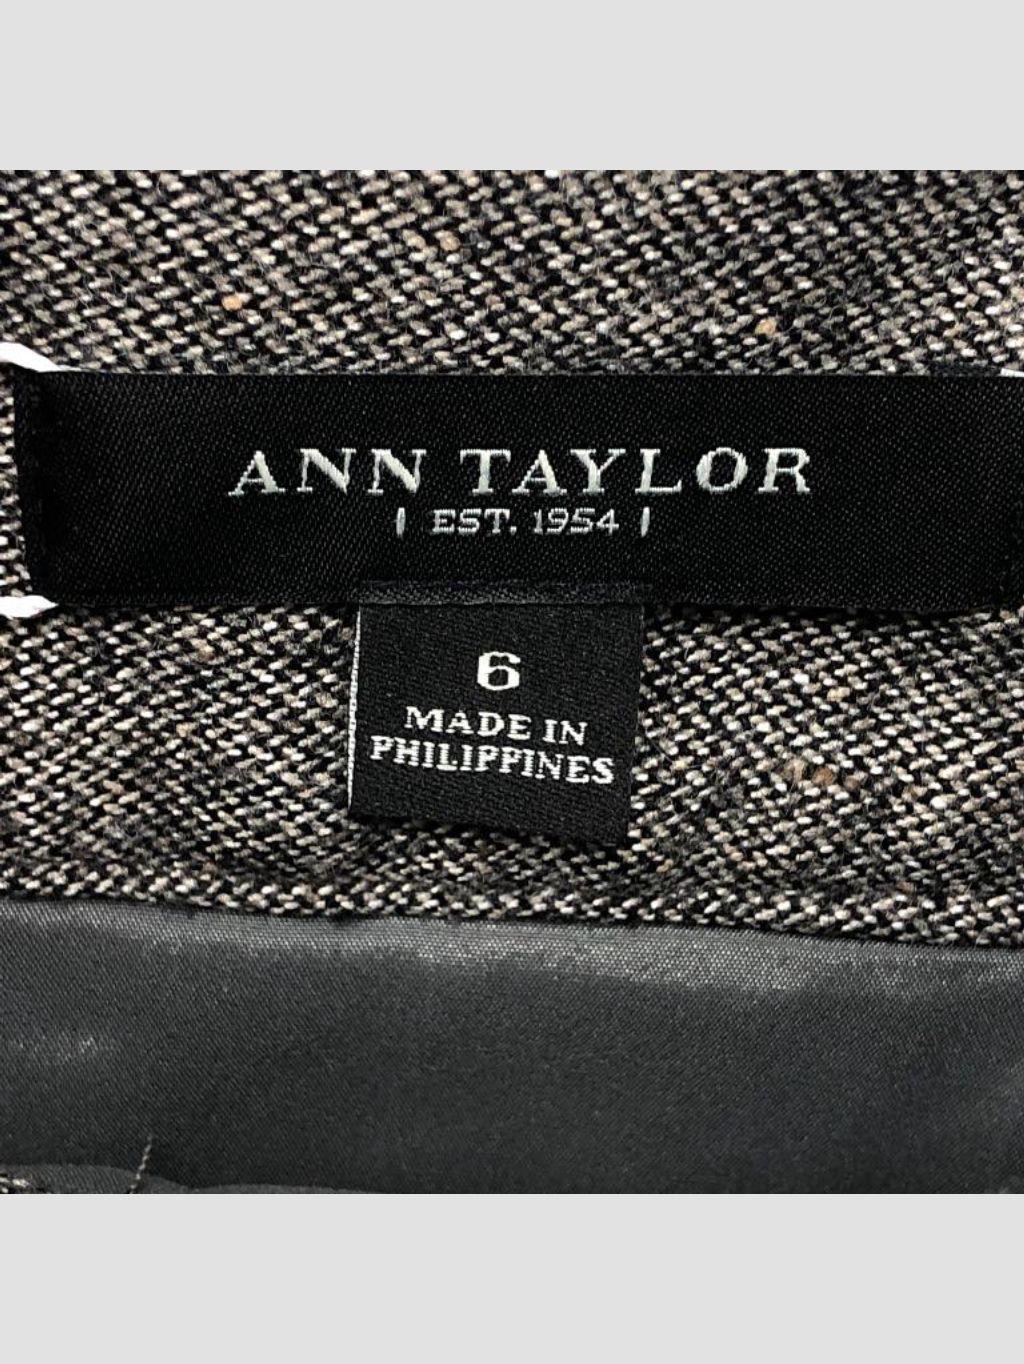 ANN TAYLOR
| EST. 1954 |
6
MADE IN
PHILIPPINES